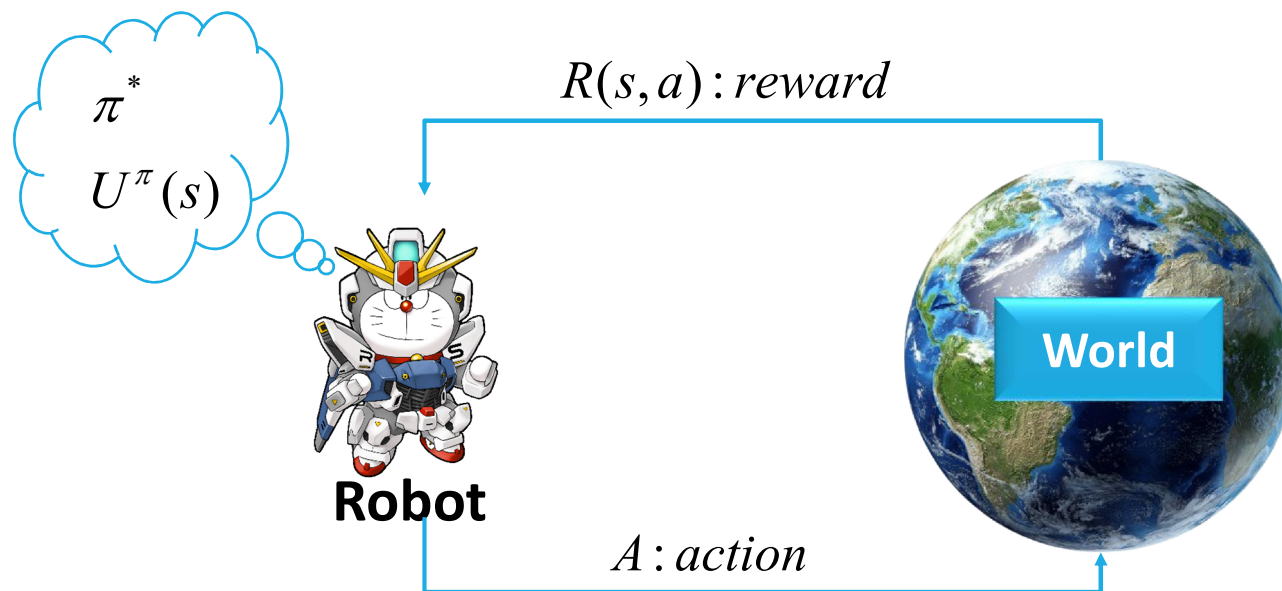 π*
U^π(s)
R(s,a): reward
R S
World
Robot
A: action